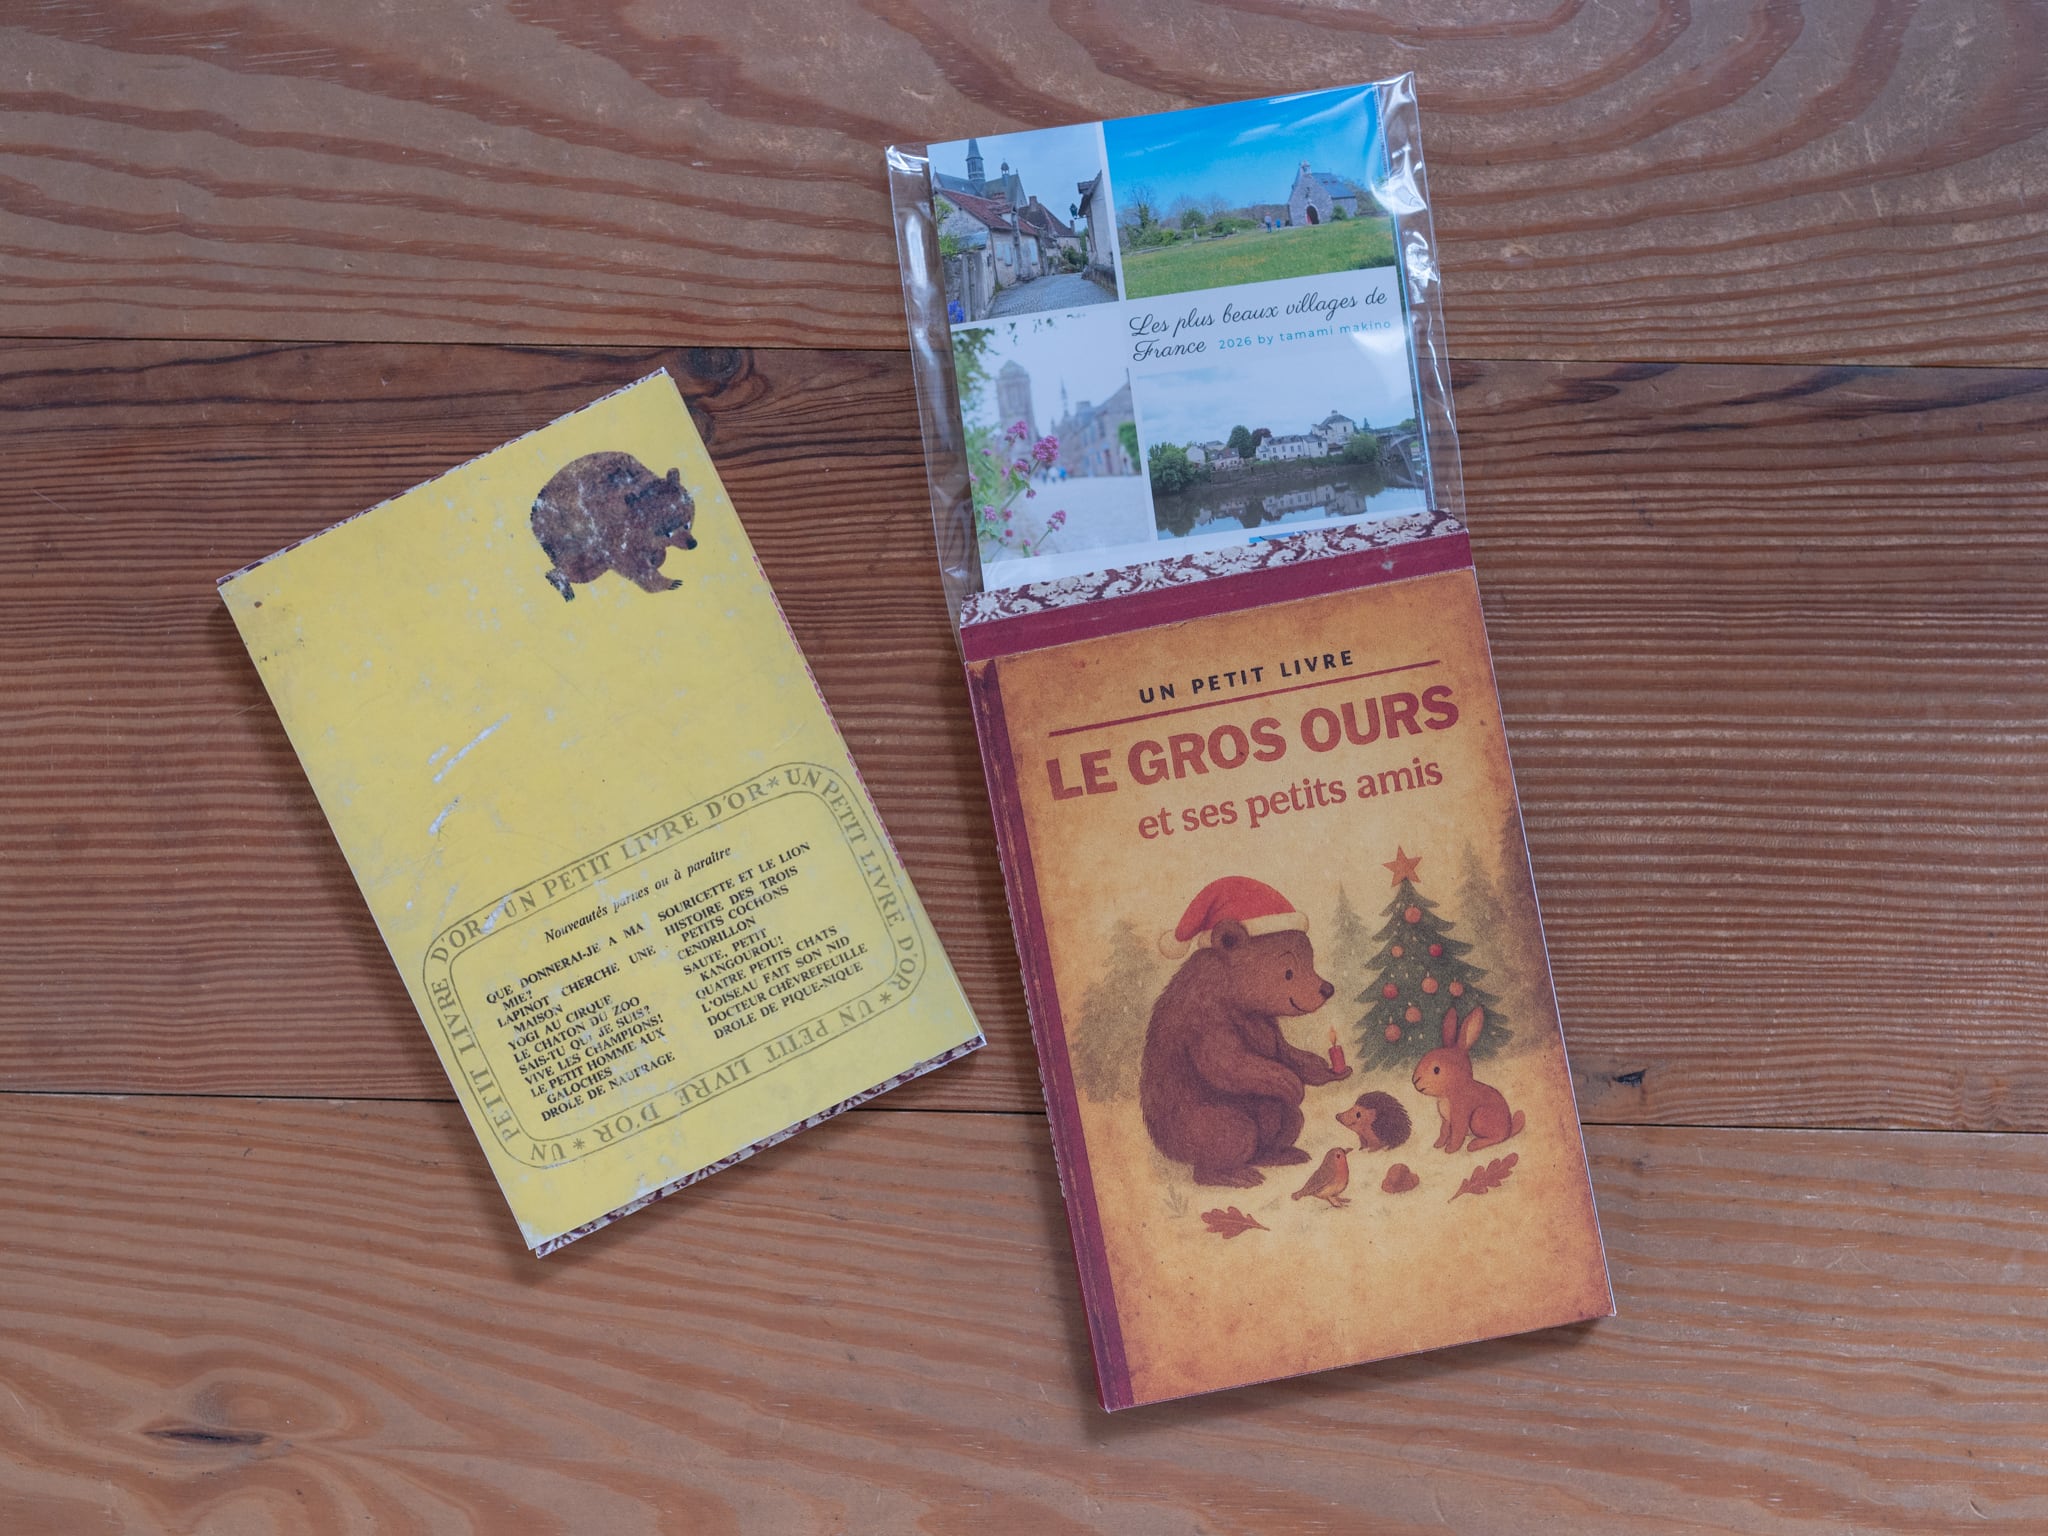 UN PETIT LIVRE D'OR * UN PETIT LIVRE D'OR * UN PETIT LIVRE D'OR * UN PETIT LIVRE D'OR
Nouveautés parues ou à paraître
QUE DONNERAI-JE A MA
MIE?
LAPINOT CHERCHE UNE
MAISON
YOGI AU CIRQUE
LE CHATON DU ZOO
SAIS-TU QUI JE SUIS?
VIVE LES CHAMPIONS!
LE PETIT HOMME AUX
GALOCHES
DROLE DE NAUFRAGE
SOURICETTE ET LE LION
HISTOIRE DES TROIS
PETITS COCHONS
CENDRILLON
SAUTE, PETIT
KANGOUROU!
QUATRE PETITS CHATS
L'OISEAU FAIT SON NID
DOCTEUR CHÈVREFEUILLE
DROLE DE PIQUE-NIQUE
Les plus beaux villages de
France 2026 by tamami makino
UN PETIT LIVRE
LE GROS OURS
et ses petits amis